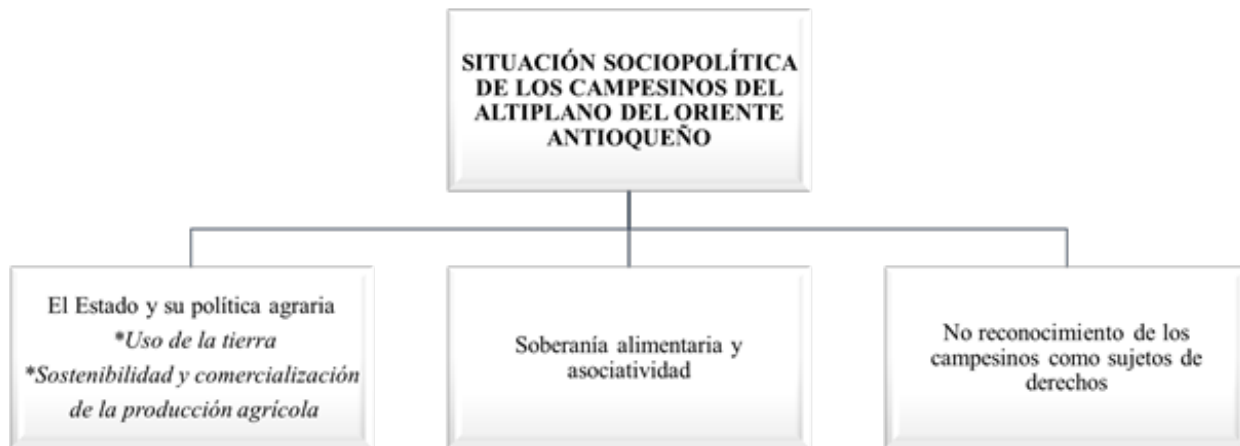 SITUACIÓN SOCIOPOLÍTICA
DE LOS CAMPESINOS DEL
ALTIPLANO DEL ORIENTE
ANTIOQUEÑO
El Estado y su política agraria
*Uso de la tierra
*Sostenibilidad y comercialización
de la producción agrícola
Soberanía alimentaria y
asociatividad
No reconocimiento de los
campesinos como sujetos de
derechos